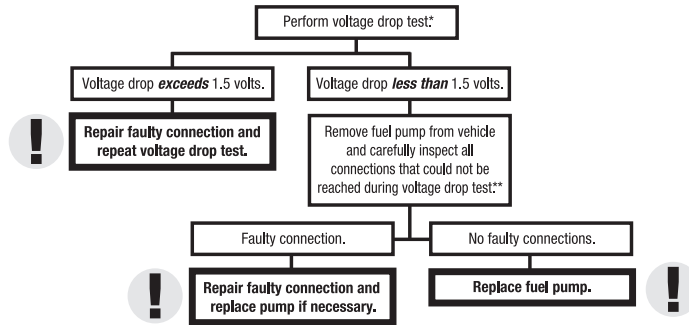 Perform voltage drop test.*
Voltage drop exceeds 1.5 volts.
Voltage drop less than 1.5 volts.
!
Repair faulty connection and
repeat voltage drop test.
Remove fuel pump from vehicle
and carefully inspect all
connections that could not be
reached during voltage drop test.**
Faulty connection.
No faulty connections.
!
Repair faulty connection and
replace pump if necessary.
Replace fuel pump.
!